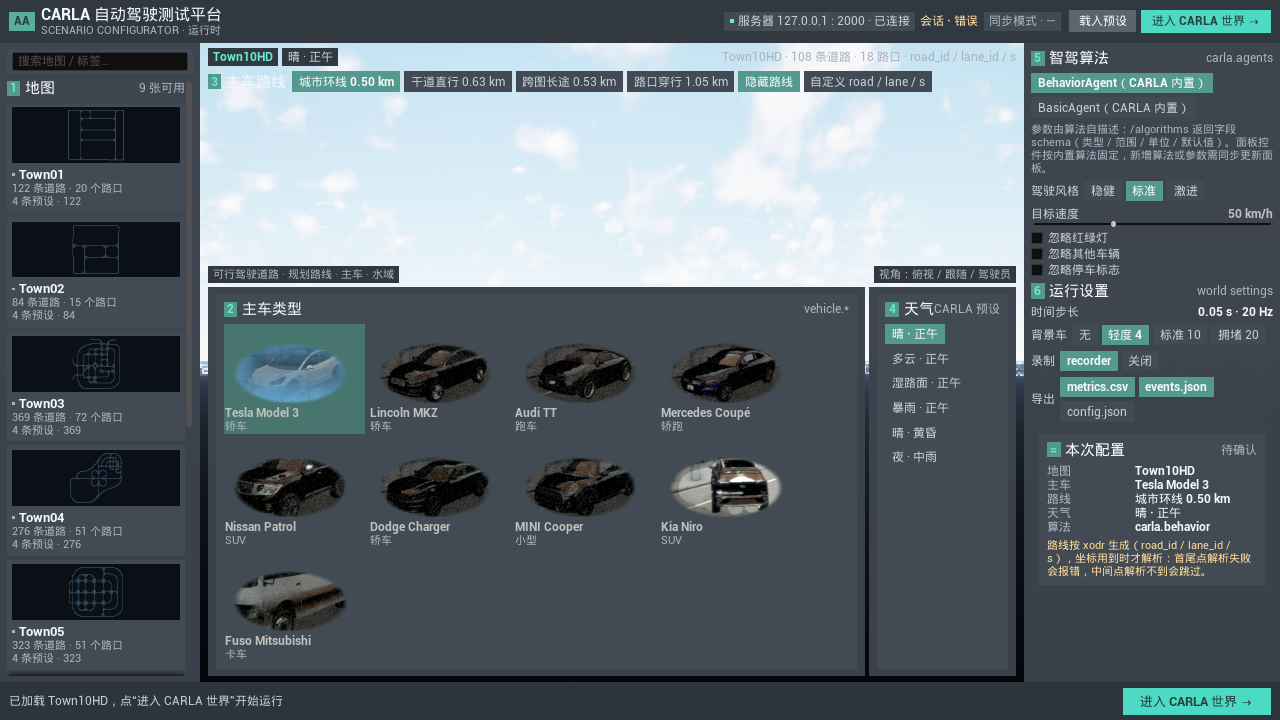 AA
CARLA 自动驾驶测试平台
SCENARIO CONFIGURATOR · 运行时
服务器 127.0.0.1 : 2000 · 已连接
会话 · 错误
同步模式 · —
载入预设
进入 CARLA 世界 →
搜索地图 / 标签...
1 地图
9 张可用
Town01
122 条道路 · 20 个路口
4 条预设 · 122
Town02
84 条道路 · 15 个路口
4 条预设 · 84
Town03
369 条道路 · 72 个路口
4 条预设 · 369
Town04
276 条道路 · 51 个路口
4 条预设 · 276
Town05
323 条道路 · 51 个路口
4 条预设 · 323
Town10HD
晴 · 正午
Town10HD · 108 条道路 · 18 路口 · road_id / lane_id / s
3 主车路线
城市环线 0.50 km
干道直行 0.63 km
跨图长途 0.53 km
路口穿行 1.05 km
隐藏路线
自定义 road / lane / s
可行驾驶道路 · 规划路线 · 主车 · 水域
视角：俯视 / 跟随 / 驾驶员
2 主车类型
vehicle.*
Tesla Model 3
轿车
Lincoln MKZ
轿车
Audi TT
跑车
Mercedes Coupé
轿跑
Nissan Patrol
SUV
Dodge Charger
轿车
MINI Cooper
小型
Kia Niro
SUV
Fuso Mitsubishi
卡车
4 天气
CARLA 预设
晴 · 正午
多云 · 正午
湿路面 · 正午
暴雨 · 正午
晴 · 黄昏
夜 · 中雨
5 智驾算法
carla.agents
BehaviorAgent（CARLA 内置）
BasicAgent（CARLA 内置）
参数由算法自描述：/algorithms 返回字段
schema（类型 / 范围 / 单位 / 默认值）。面板控
件按内置算法固定，新增算法或参数需同步更新面
板。
驾驶风格
稳健
标准
激进
目标速度
50 km/h
忽略红绿灯
忽略其他车辆
忽略停车标志
6 运行设置
world settings
时间步长
0.05 s · 20 Hz
背景车
无
轻度 4
标准 10
拥堵 20
录制
recorder
关闭
导出
metrics.csv
events.json
config.json
= 本次配置
待确认
地图 Town10HD
主车 Tesla Model 3
路线 城市环线 0.50 km
天气 晴 · 正午
算法 carla.behavior
路线按 xodr 生成（road_id / lane_id /
s），坐标用到时才解析：首尾点解析失败
会报错，中间点解析不到会跳过。
已加载 Town10HD，点“进入 CARLA 世界”开始运行
进入 CARLA 世界 →